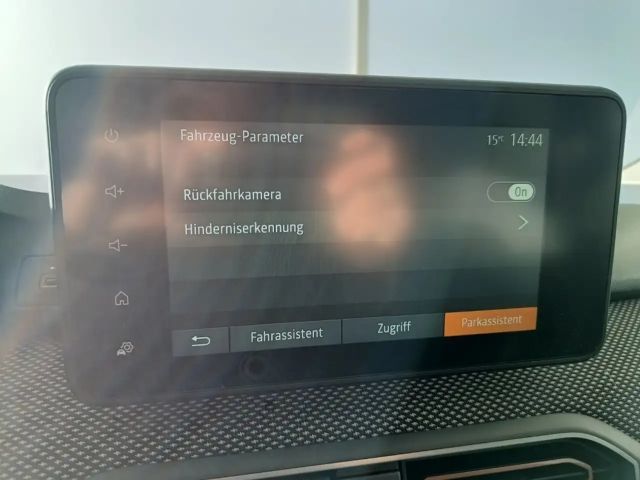 Fahrzeug-Parameter 15°F 14:44
Rückfahrkamera On
Hinderniserkennung
Fahrassistent Zugriff Parkassistent